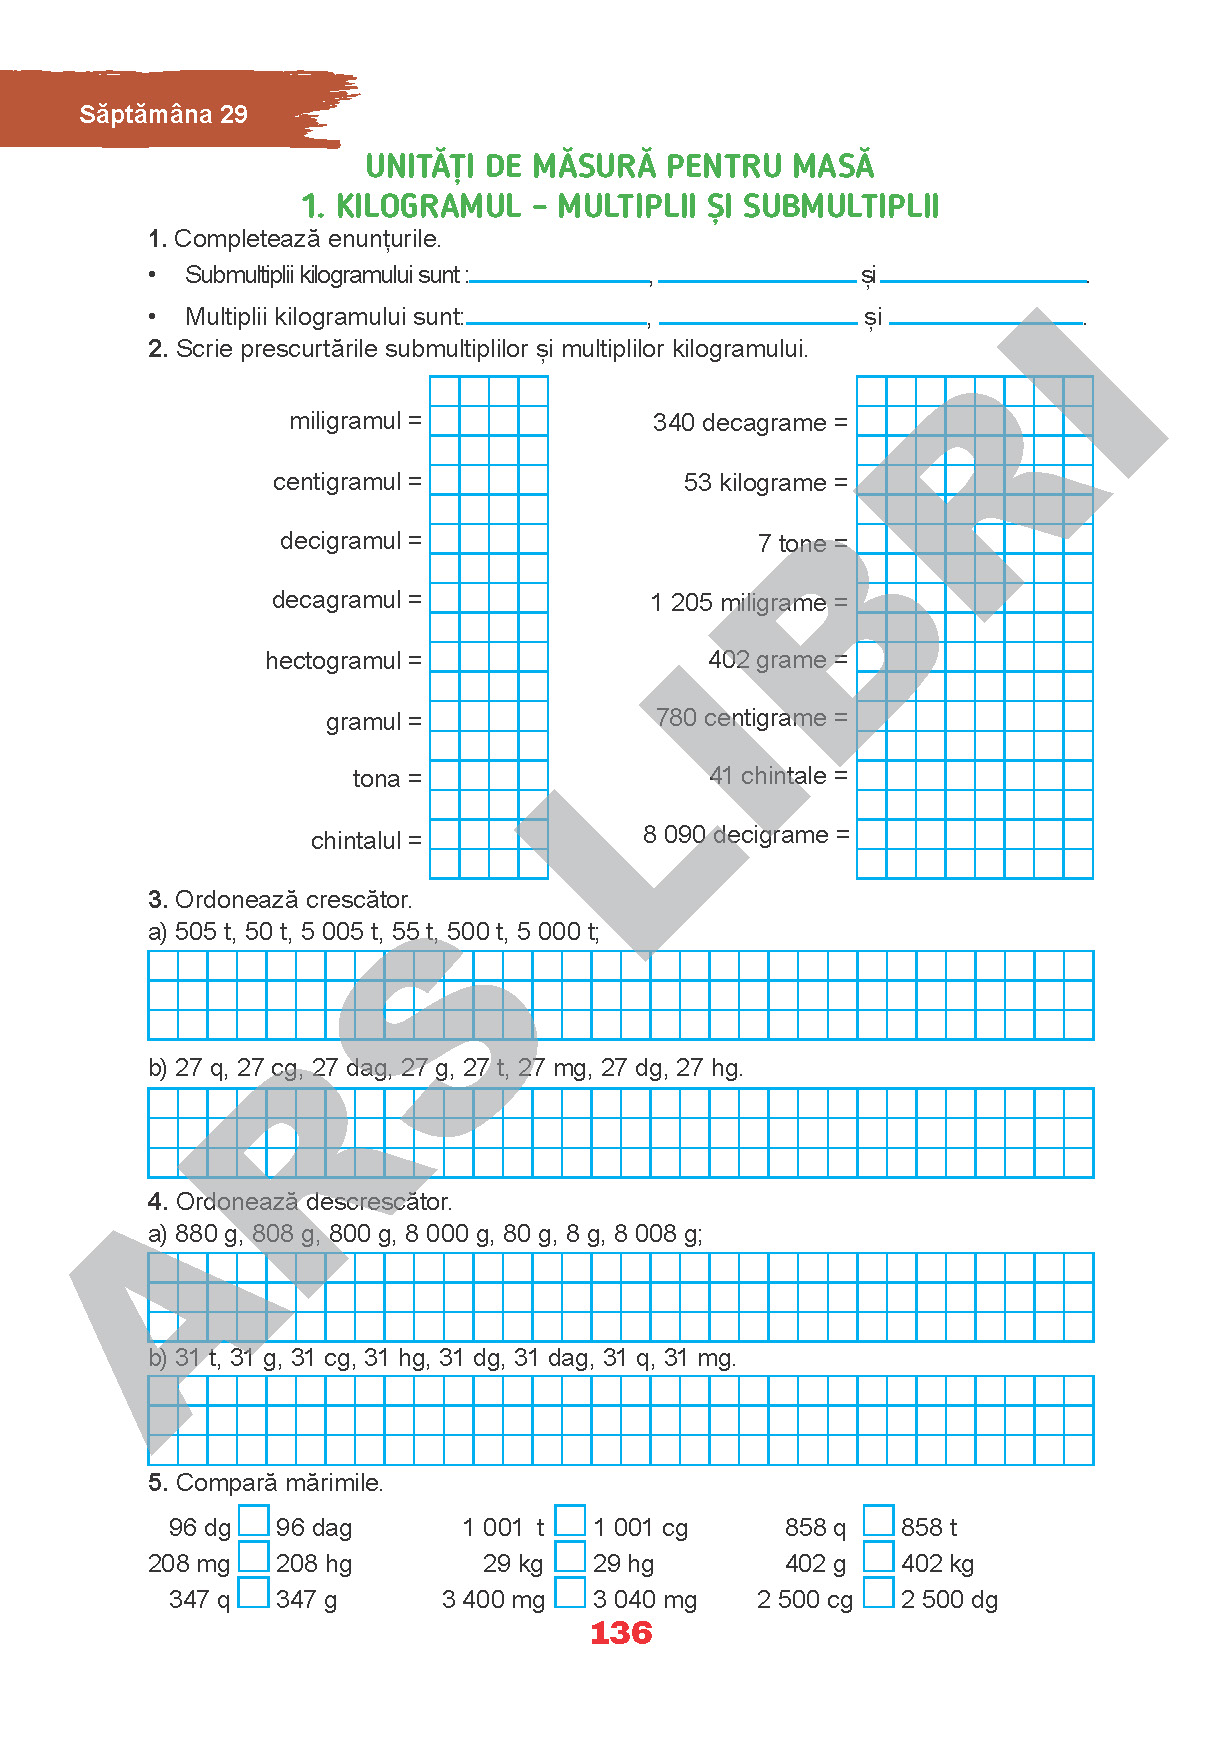 Săptămâna 29
UNITĂȚI DE MĂSURĂ PENTRU MASĂ
1. KILOGRAMUL – MULTIPLII ȘI SUBMULTIPLII
1. Completează enunțurile.
• Submultiplii kilogramului sunt : , și .
• Multiplii kilogramului sunt: , și .
2. Scrie prescurtările submultiplilor și multiplilor kilogramului.
miligramul = 340 decagrame =
centigramul = 53 kilograme =
decigramul = 7 tone =
decagramul = 1 205 miligrame =
hectogramul = 402 grame =
gramul = 780 centigrame =
tona = 41 chintale =
chintalul = 8 090 decigrame =
3. Ordonează crescător.
a) 505 t, 50 t, 5 005 t, 55 t, 500 t, 5 000 t;
b) 27 q, 27 cg, 27 dag, 27 g, 27 t, 27 mg, 27 dg, 27 hg.
4. Ordonează descrescător.
a) 880 g, 808 g, 800 g, 8 000 g, 80 g, 8 g, 8 008 g;
b) 31 t, 31 g, 31 cg, 31 hg, 31 dg, 31 dag, 31 q, 31 mg.
5. Compară mărimile.
96 dg 96 dag 1 001 t 1 001 cg 858 q 858 t
208 mg 208 hg 29 kg 29 hg 402 g 402 kg
347 q 347 g 3 400 mg 3 040 mg 2 500 cg 2 500 dg
136
ARS LIBRI